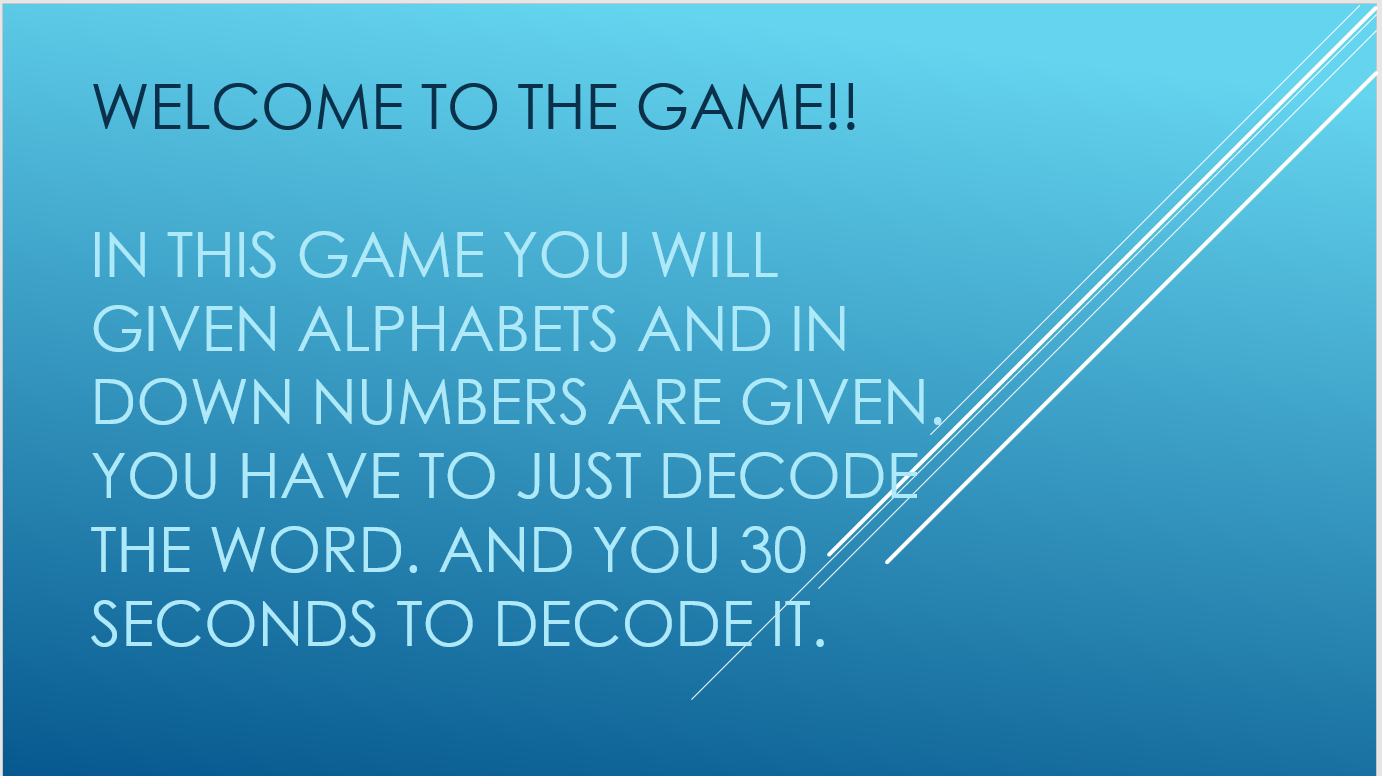 WELCOME TO THE GAME!!
IN THIS GAME YOU WILL
GIVEN ALPHABETS AND IN
DOWN NUMBERS ARE GIVEN.
YOU HAVE TO JUST DECODE
THE WORD. AND YOU 30
SECONDS TO DECODE IT.